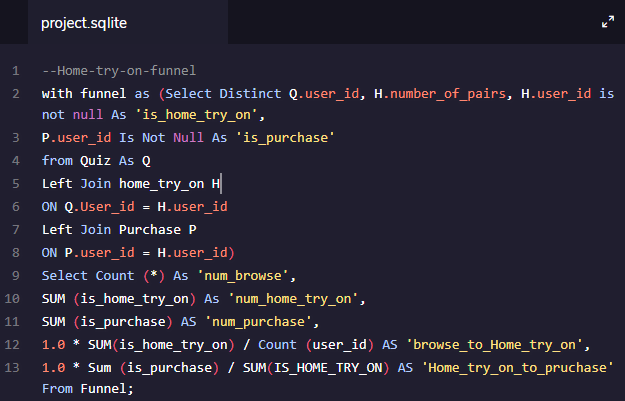 project.sqlite
1 --Home-try-on-funnel
2 with funnel as (Select Distinct Q.user_id, H.number_of_pairs, H.user_id is
not null As 'is_home_try_on',
3 P.user_id Is Not Null As 'is_purchase'
4 from Quiz As Q
5 Left Join home_try_on H
6 ON Q.User_id = H.user_id
7 Left Join Purchase P
8 ON P.user_id = H.user_id)
9 Select Count (*) As 'num_browse',
10 SUM (is_home_try_on) As 'num_home_try_on',
11 SUM (is_purchase) AS 'num_purchase',
12 1.0 * SUM(is_home_try_on) / Count (user_id) AS 'browse_to_Home_try_on',
13 1.0 * Sum (is_purchase) / SUM(IS_HOME_TRY_ON) AS 'Home_try_on_to_pruchase'
From Funnel;